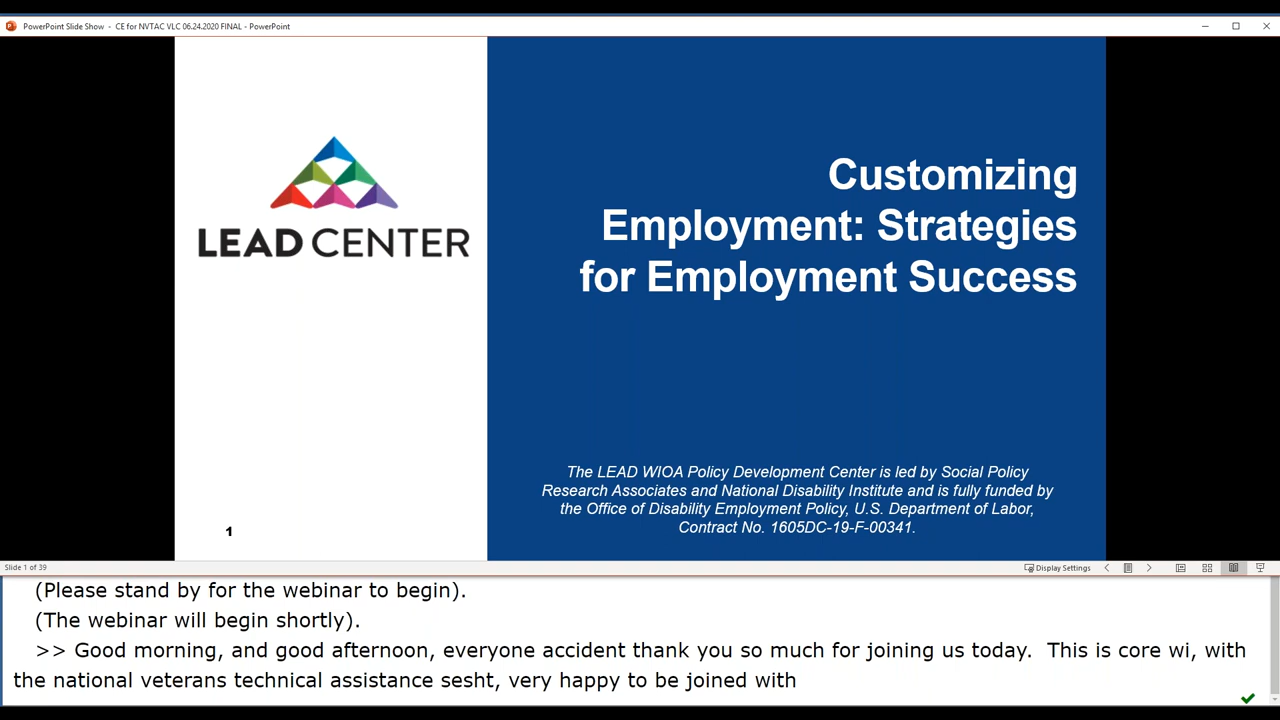 PowerPoint Slide Show - CE for NVTAC VLC 06.24.2020 FINAL - PowerPoint
LEAD CENTER
Customizing
Employment: Strategies
for Employment Success
The LEAD WIOA Policy Development Center is led by Social Policy
Research Associates and National Disability Institute and is fully funded by
the Office of Disability Employment Policy, U.S. Department of Labor,
Contract No. 1605DC-19-F-00341.
1
Slide 1 of 39
Display Settings
(Please stand by for the webinar to begin).
(The webinar will begin shortly).
>> Good morning, and good afternoon, everyone accident thank you so much for joining us today.  This is core wi, with
the national veterans technical assistance sesht, very happy to be joined with